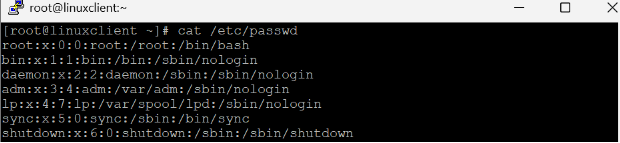 root@linuxclient:~
[root@linuxclient ~]# cat /etc/passwd
root:x:0:0:root:/root:/bin/bash
bin:x:1:1:bin:/bin:/sbin/nologin
daemon:x:2:2:daemon:/sbin:/sbin/nologin
adm:x:3:4:adm:/var/adm:/sbin/nologin
lp:x:4:7:lp:/var/spool/lpd:/sbin/nologin
sync:x:5:0:sync:/sbin:/bin/sync
shutdown:x:6:0:shutdown:/sbin:/sbin/shutdown